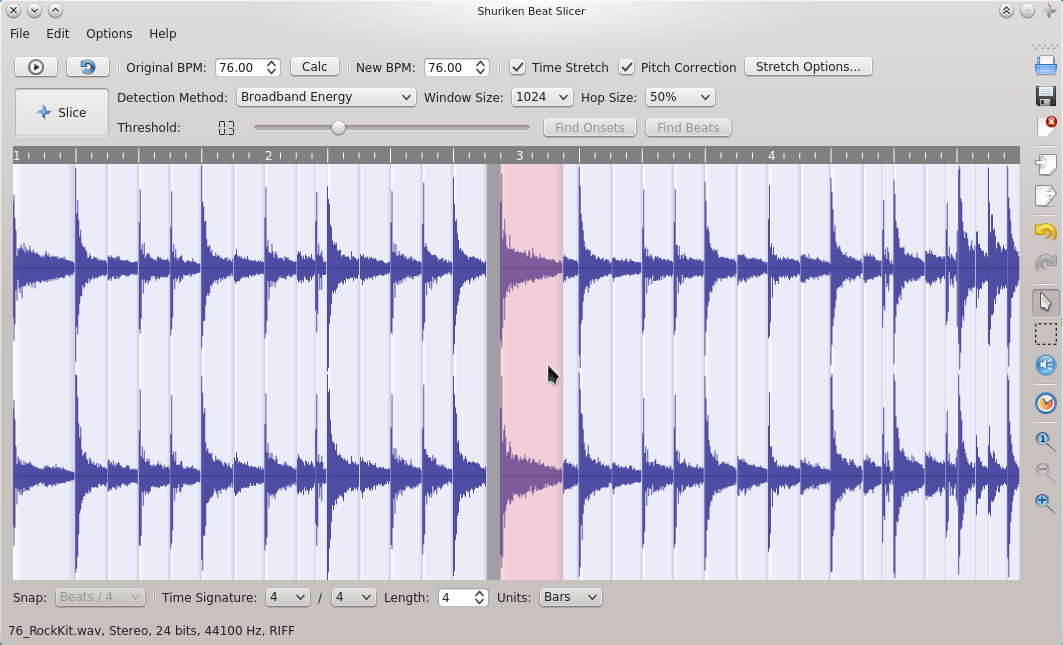 Shuriken Beat Slicer
File Edit Options Help
Original BPM: 76.00 Calc New BPM: 76.00 Time Stretch Pitch Correction Stretch Options...
Slice
Detection Method: Broadband Energy Window Size: 1024 Hop Size: 50%
Threshold: Find Onsets Find Beats
1 2 3 4
Snap: Beats / 4 Time Signature: 4 / 4 Length: 4 Units: Bars
76_RockKit.wav, Stereo, 24 bits, 44100 Hz, RIFF